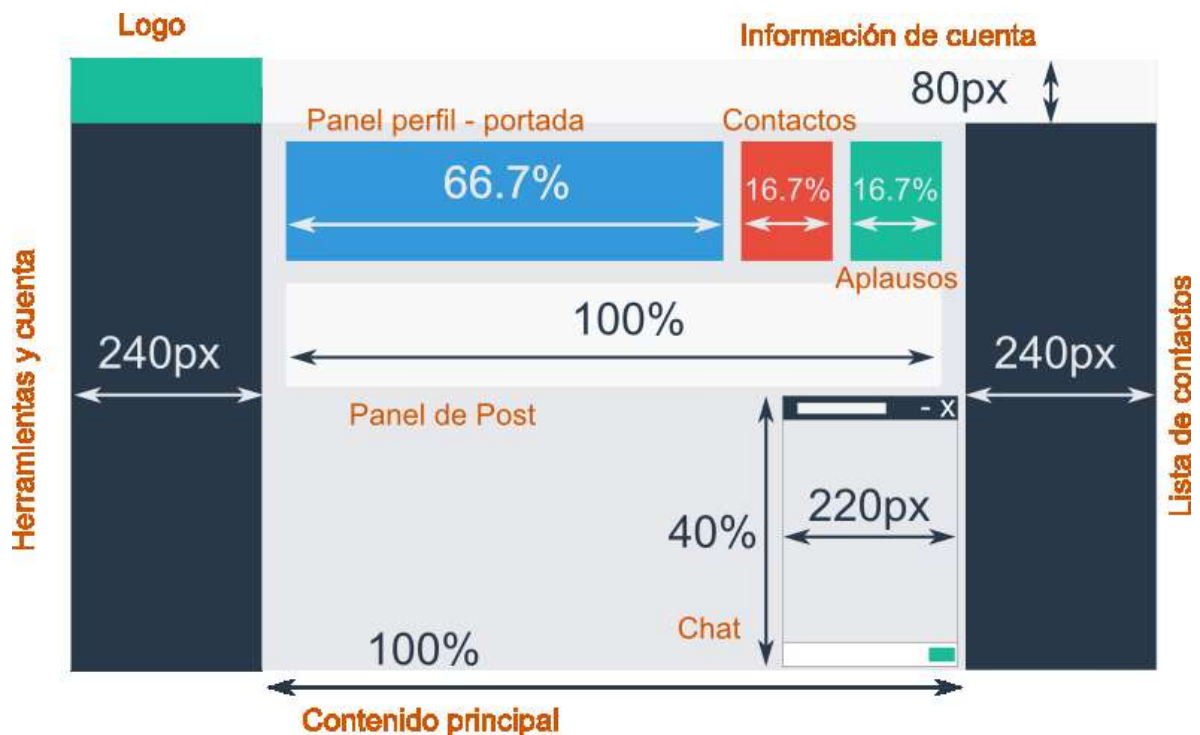 Logo
Información de cuenta
80px
Panel perfil - portada
Contactos
66.7%
16.7%
16.7%
Aplausos
Herramientas y cuenta
240px
100%
240px
Lista de contactos
Panel de Post
- X
220px
40%
Chat
100%
Contenido principal